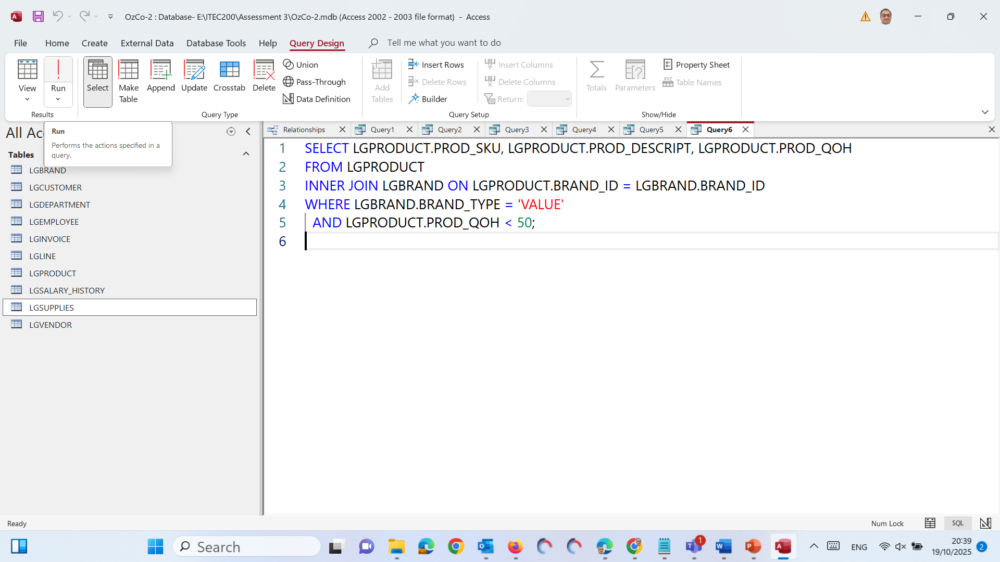 OzCo-2 : Database- E:\ITEC200\Assessment 3\OzCo-2.mdb (Access 2002 - 2003 file format) - Access
File Home Create External Data Database Tools Help Query Design Tell me what you want to do
View
Run
Results
Select
Make Table
Append
Update
Crosstab
Delete
Union
Pass-Through
Data Definition
Query Type
Add Tables
Insert Rows
Delete Rows
Builder
Insert Columns
Delete Columns
Return:
Query Setup
Totals
Parameters
Property Sheet
Table Names
Show/Hide
All Ac
Run
Performs the actions specified in a
query.
Tables
LGBRAND
LGCUSTOMER
LGDEPARTMENT
LGEMPLOYEE
LGINVOICE
LGLINE
LGPRODUCT
LGSALARY_HISTORY
LGSUPPLIES
LGVENDOR
Relationships Query1 Query2 Query3 Query4 Query5 Query6
1 SELECT LGPRODUCT.PROD_SKU, LGPRODUCT.PROD_DESCRIPT, LGPRODUCT.PROD_QOH
2 FROM LGPRODUCT
3 INNER JOIN LGBRAND ON LGPRODUCT.BRAND_ID = LGBRAND.BRAND_ID
4 WHERE LGBRAND.BRAND_TYPE = 'VALUE'
5 AND LGPRODUCT.PROD_QOH < 50;
6
Ready
Num Lock
SQL
Search
1
ENG
20:39
19/10/2025
2